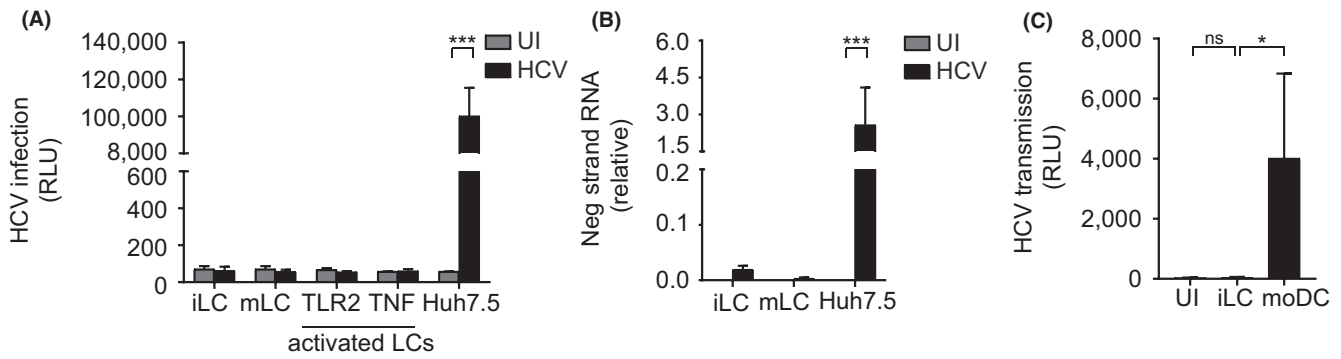 (A)
HCV infection
(RLU)
140,000
120,000
100,000
8,000
600
400
200
0
***
UI
HCV
iLC mLC TLR2 TNF Huh7.5
activated LCs
(B)
Neg strand RNA
(relative)
6.0
4.5
3.0
1.5
0.2
0.1
0.0
***
UI
HCV
iLC mLC Huh7.5
(C)
HCV transmission
(RLU)
8,000
6,000
4,000
2,000
0
ns *
UI iLC moDC